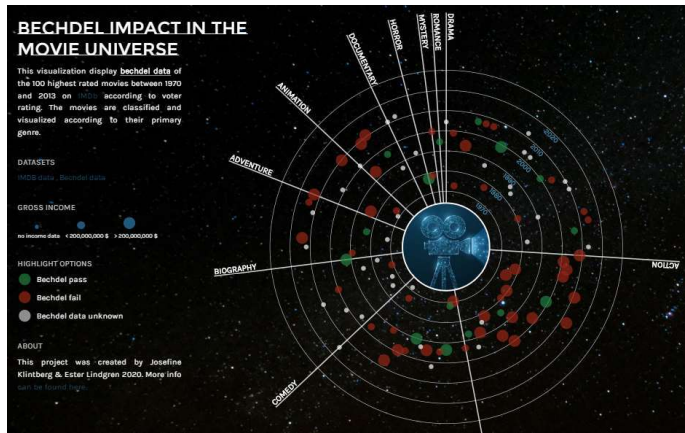 BECHDEL IMPACT IN THE
MOVIE UNIVERSE
This visualization display bechdel data of
the 100 highest rated movies between 1970
and 2013 on IMDb according to voter
rating. The movies are classified and
visualized according to their primary
genre.
DATASETS
IMDB data , Bechdel data
GROSS INCOME
no income data < 200,000,000 $ > 200,000,000 $
HIGHLIGHT OPTIONS
Bechdel pass
Bechdel fail
Bechdel data unknown
ABOUT
This project was created by Josefine
Klintberg & Ester Lindgren 2020. More info
can be found here.
COMEDY
BIOGRAPHY
ADVENTURE
ANIMATION
DOCUMENTARY
HORROR
MYSTERY
ROMANCE
DRAMA
ACTION
2020
2010
2000
1990
1980
1970